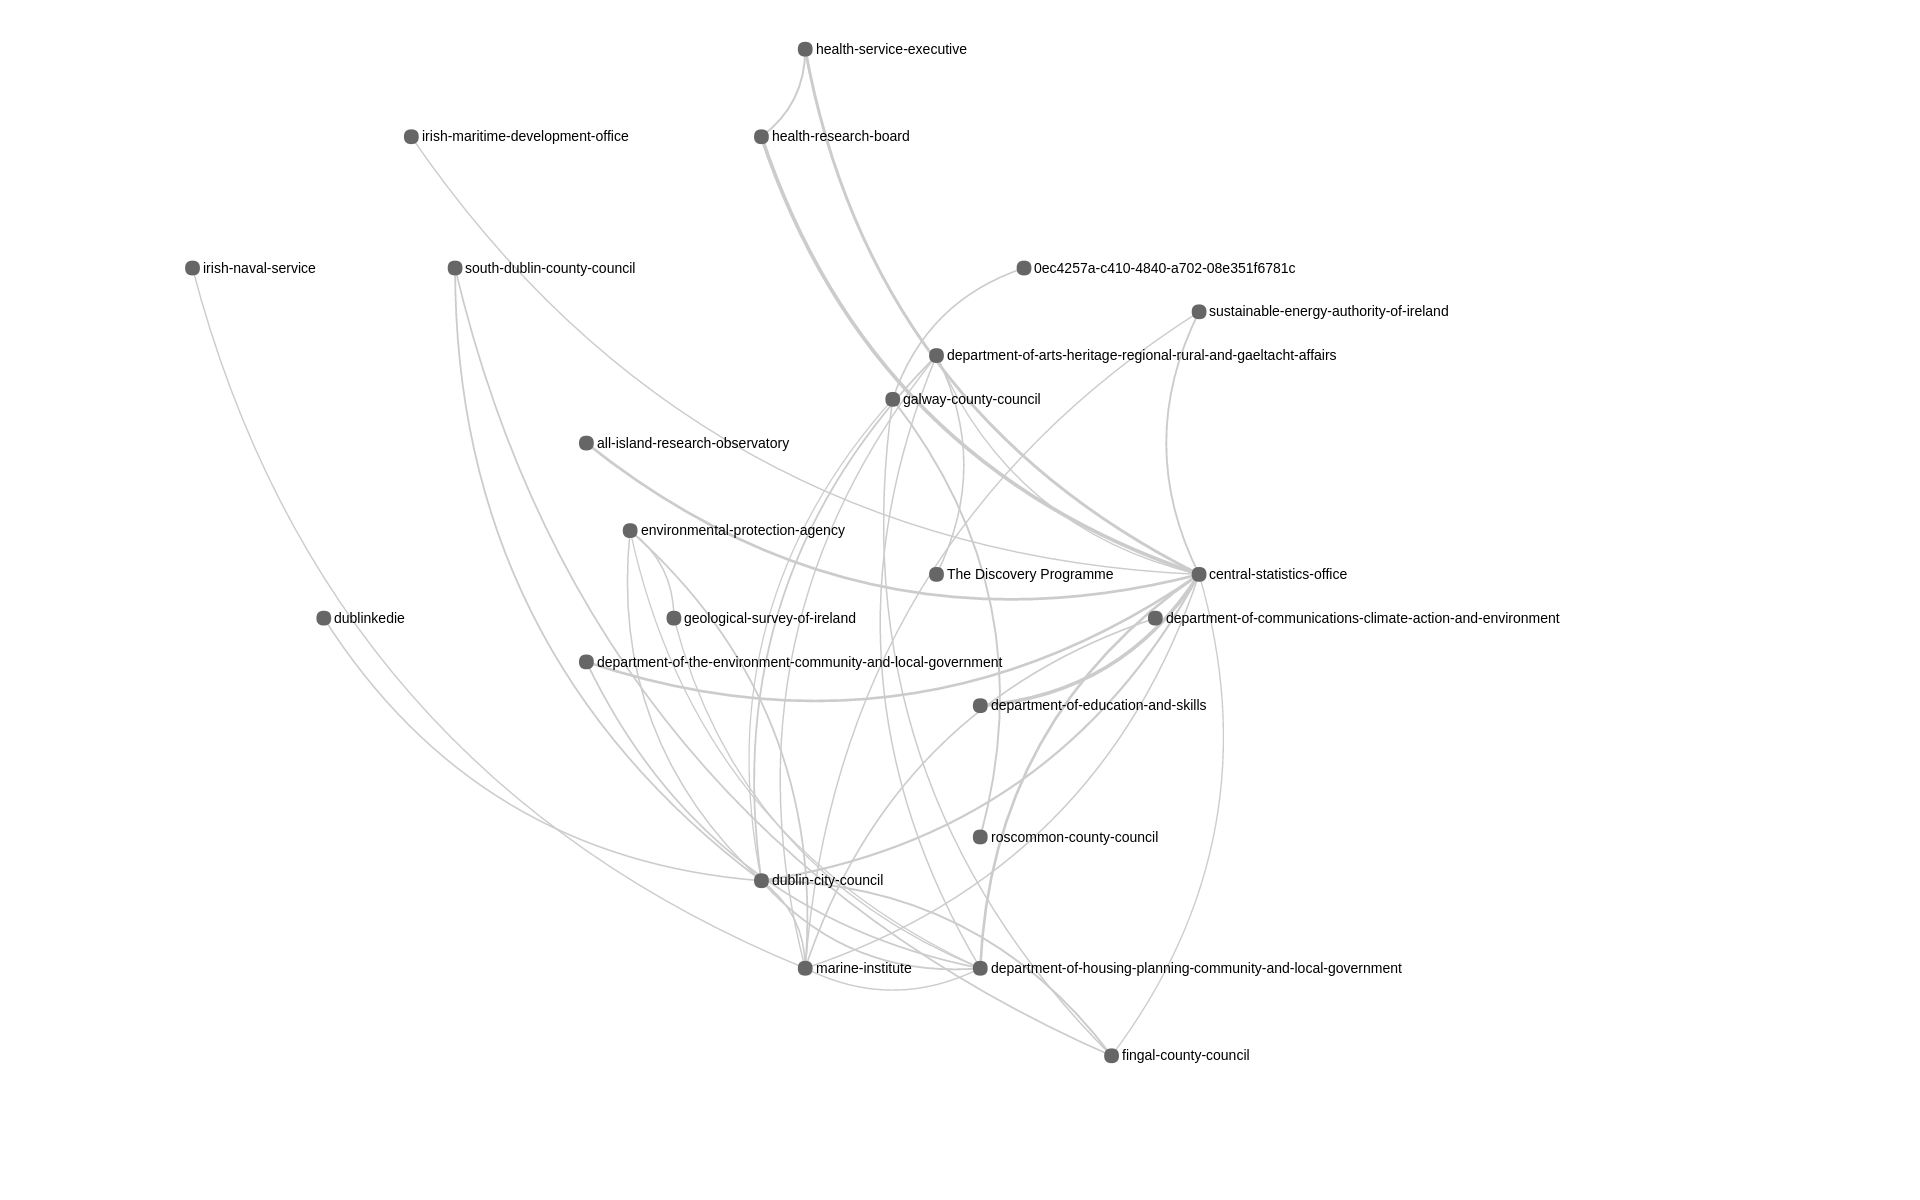 health-service-executive
irish-maritime-development-office
health-research-board
irish-naval-service
south-dublin-county-council
0ec4257a-c410-4840-a702-08e351f6781c
sustainable-energy-authority-of-ireland
department-of-arts-heritage-regional-rural-and-gaeltacht-affairs
galway-county-council
all-island-research-observatory
environmental-protection-agency
The Discovery Programme
central-statistics-office
dublinkedie
geological-survey-of-ireland
department-of-communications-climate-action-and-environment
department-of-the-environment-community-and-local-government
department-of-education-and-skills
roscommon-county-council
dublin-city-council
marine-institute
department-of-housing-planning-community-and-local-government
fingal-county-council